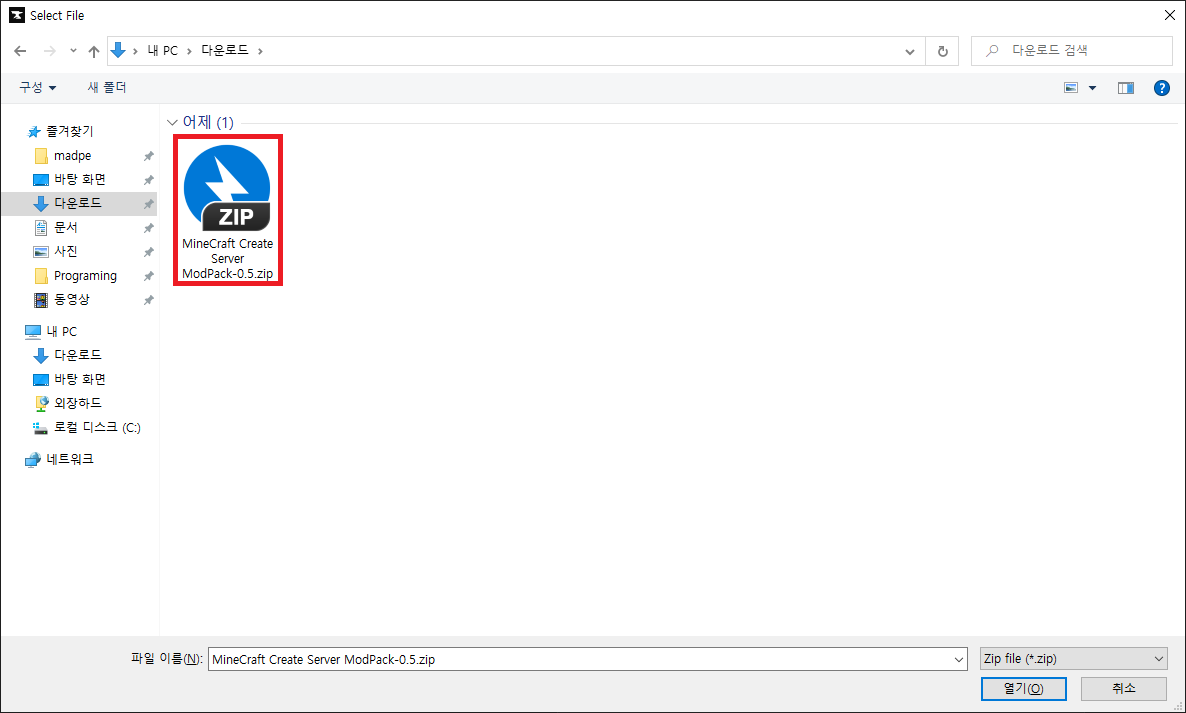 Select File
내 PC
다운로드
다운로드 검색
구성
새 폴더
즐겨찾기
madpe
바탕 화면
다운로드
문서
사진
Programing
동영상
내 PC
다운로드
바탕 화면
외장하드
로컬 디스크 (C:)
네트워크
어제 (1)
ZIP
MineCraft Create
Server
ModPack-0.5.zip
파일 이름(N):
MineCraft Create Server ModPack-0.5.zip
Zip file (*.zip)
열기(O)
취소